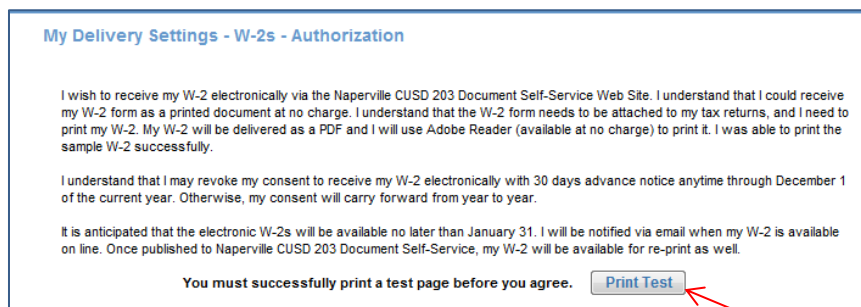 My Delivery Settings - W-2s - Authorization
I wish to receive my W-2 electronically via the Naperville CUSD 203 Document Self-Service Web Site. I understand that I could receive
my W-2 form as a printed document at no charge. I understand that the W-2 form needs to be attached to my tax returns, and I need to
print my W-2. My W-2 will be delivered as a PDF and I will use Adobe Reader (available at no charge) to print it. I was able to print the
sample W-2 successfully.
I understand that I may revoke my consent to receive my W-2 electronically with 30 days advance notice anytime through December 1
of the current year. Otherwise, my consent will carry forward from year to year.
It is anticipated that the electronic W-2s will be available no later than January 31. I will be notified via email when my W-2 is available
on line. Once published to Naperville CUSD 203 Document Self-Service, my W-2 will be available for re-print as well.
You must successfully print a test page before you agree. Print Test